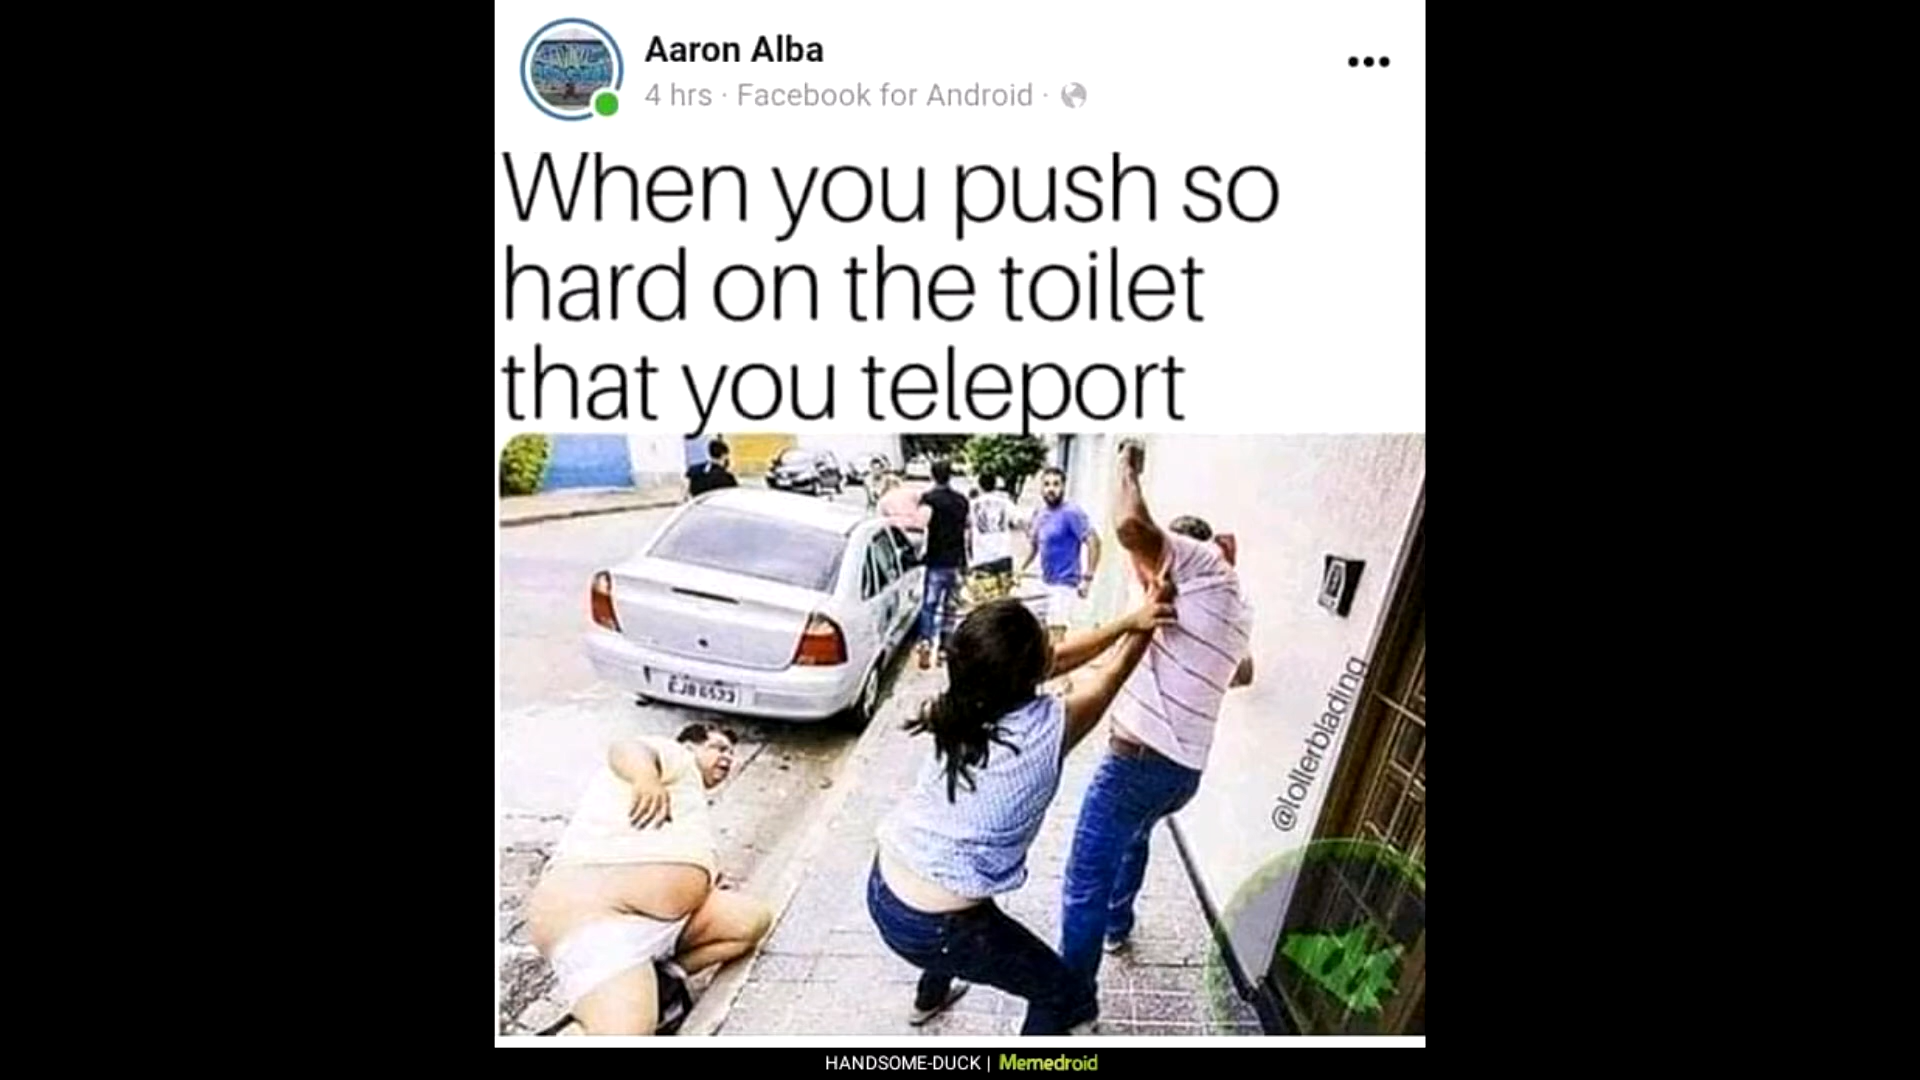 Aaron Alba
4 hrs · Facebook for Android ·
When you push so
hard on the toilet
that you teleport
@lollerblading
HANDSOME-DUCK | Memedroid